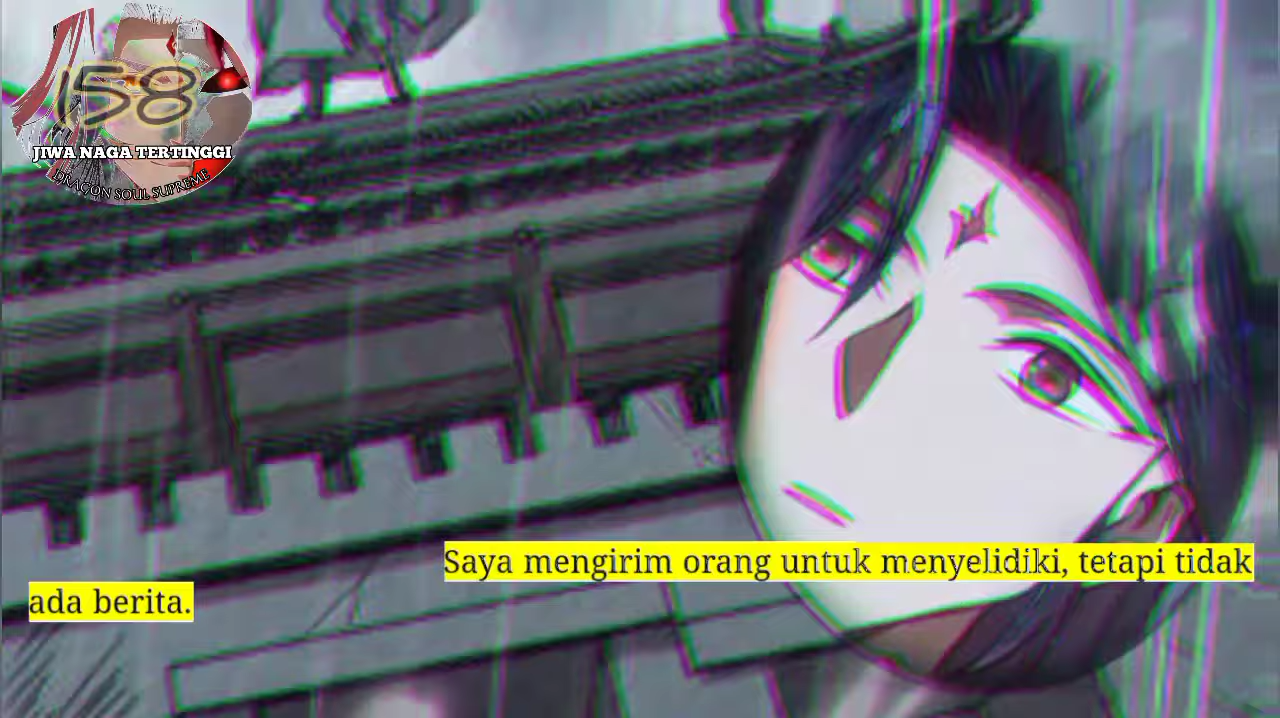 158
JIWA NAGA TERTINGGI
DRAGON SOUL SUPREME
Saya mengirim orang untuk menyelidiki, tetapi tidak
ada berita.